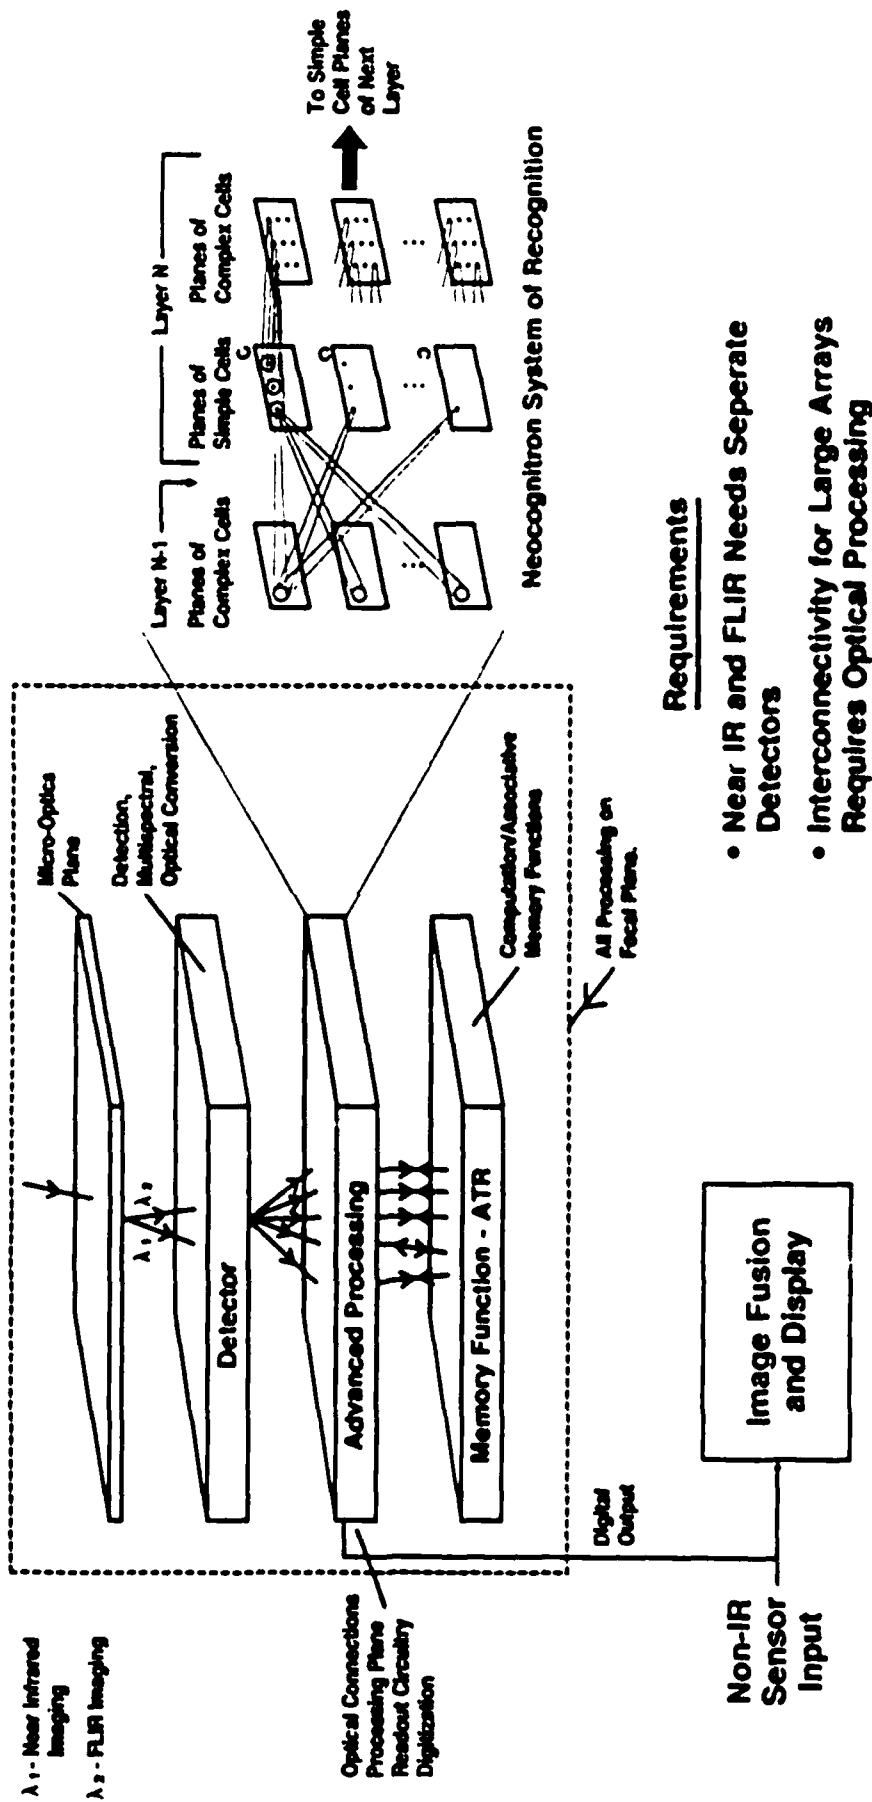 λ₁ - Near Infrared
Imaging
λ₂ - FLIR Imaging
Micro-Optics
Plane
λ₁
λ₂
Detection,
Multispectral,
Optical Conversion
Detector
Advanced Processing
Memory Function - ATR
Computation/Associative
Memory Functions
All Processing on
Focal Plane.
Optical Connections
Processing Plane
Readout Circuitry
Digitization
Digital
Output
Non-IR
Sensor
Input
Image Fusion
and Display
Layer N-1
Layer N
Planes of
Complex Cells
Planes of
Simple Cells
Planes of
Complex Cells
To Simple
Cell Planes
of Next
Layer
Neocognitron System of Recognition
Requirements
• Near IR and FLIR Needs Seperate
Detectors
• Interconnectivity for Large Arrays
Requires Optical Processing